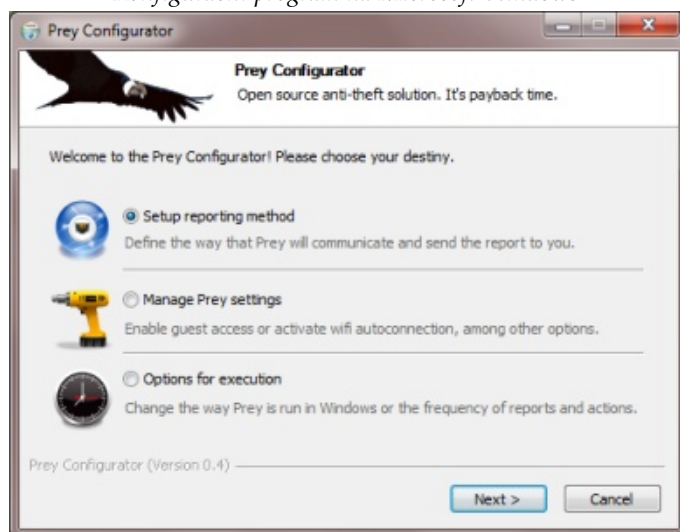 Prey Configurator
Prey Configurator
Open source anti-theft solution. It's payback time.
Welcome to the Prey Configurator! Please choose your destiny.
Setup reporting method
Define the way that Prey will communicate and send the report to you.
Manage Prey settings
Enable guest access or activate wifi autoconnection, among other options.
Options for execution
Change the way Prey is run in Windows or the frequency of reports and actions.
Prey Configurator (Version 0.4)
Next >
Cancel